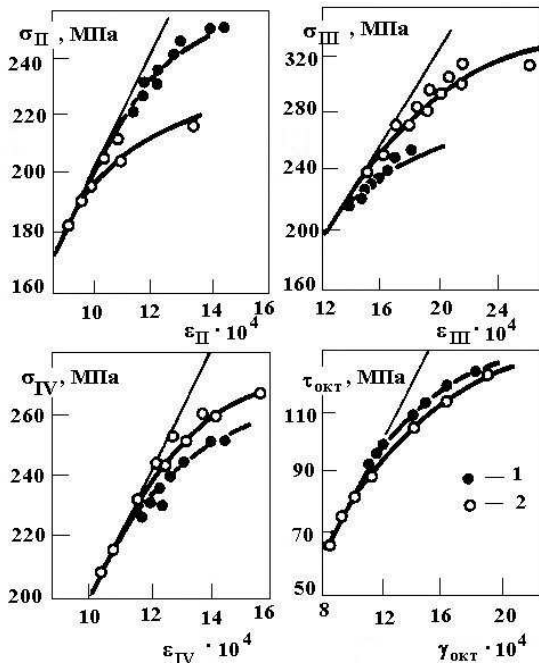 σII , МПа
240
220
200
180
160
10 12 14 16
εII · 10⁴
σIII , МПа
320
280
240
200
160
12 16 20 24
εIII · 10⁴
σIV , МПа
260
240
220
200
10 12 14 16
εIV · 10⁴
τокт, МПа
110
90
70
50
8 12 16 20
γокт · 10⁴
1
2